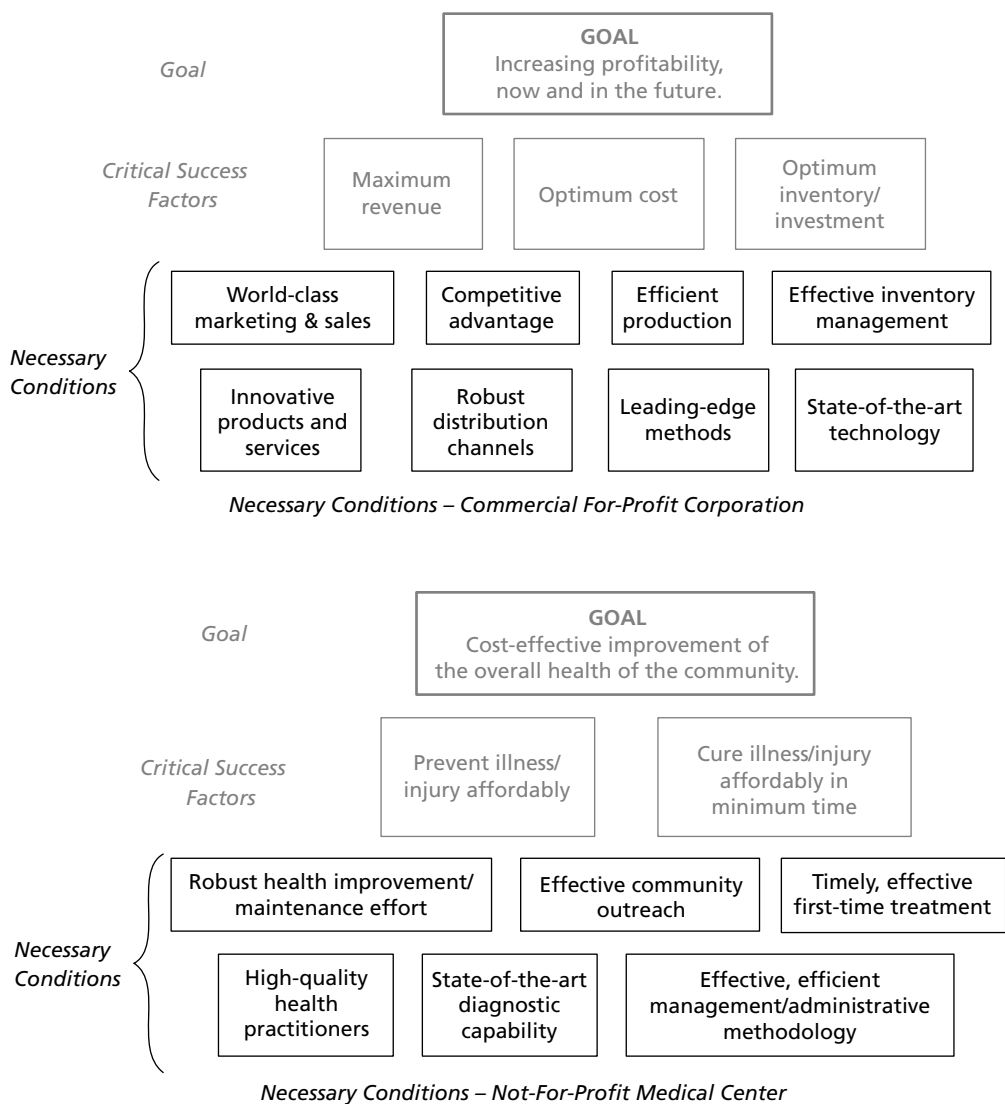 GOAL
Increasing profitability,
now and in the future.
Goal
Critical Success
Factors
Maximum
revenue
Optimum cost
Optimum
inventory/
investment
World-class
marketing & sales
Competitive
advantage
Efficient
production
Effective inventory
management
Necessary
Conditions
Innovative
products and
services
Robust
distribution
channels
Leading-edge
methods
State-of-the-art
technology
Necessary Conditions – Commercial For-Profit Corporation
GOAL
Cost-effective improvement of
the overall health of the community.
Goal
Critical Success
Factors
Prevent illness/
injury affordably
Cure illness/injury
affordably in
minimum time
Robust health improvement/
maintenance effort
Effective community
outreach
Timely, effective
first-time treatment
Necessary
Conditions
High-quality
health
practitioners
State-of-the-art
diagnostic
capability
Effective, efficient
management/administrative
methodology
Necessary Conditions – Not-For-Profit Medical Center